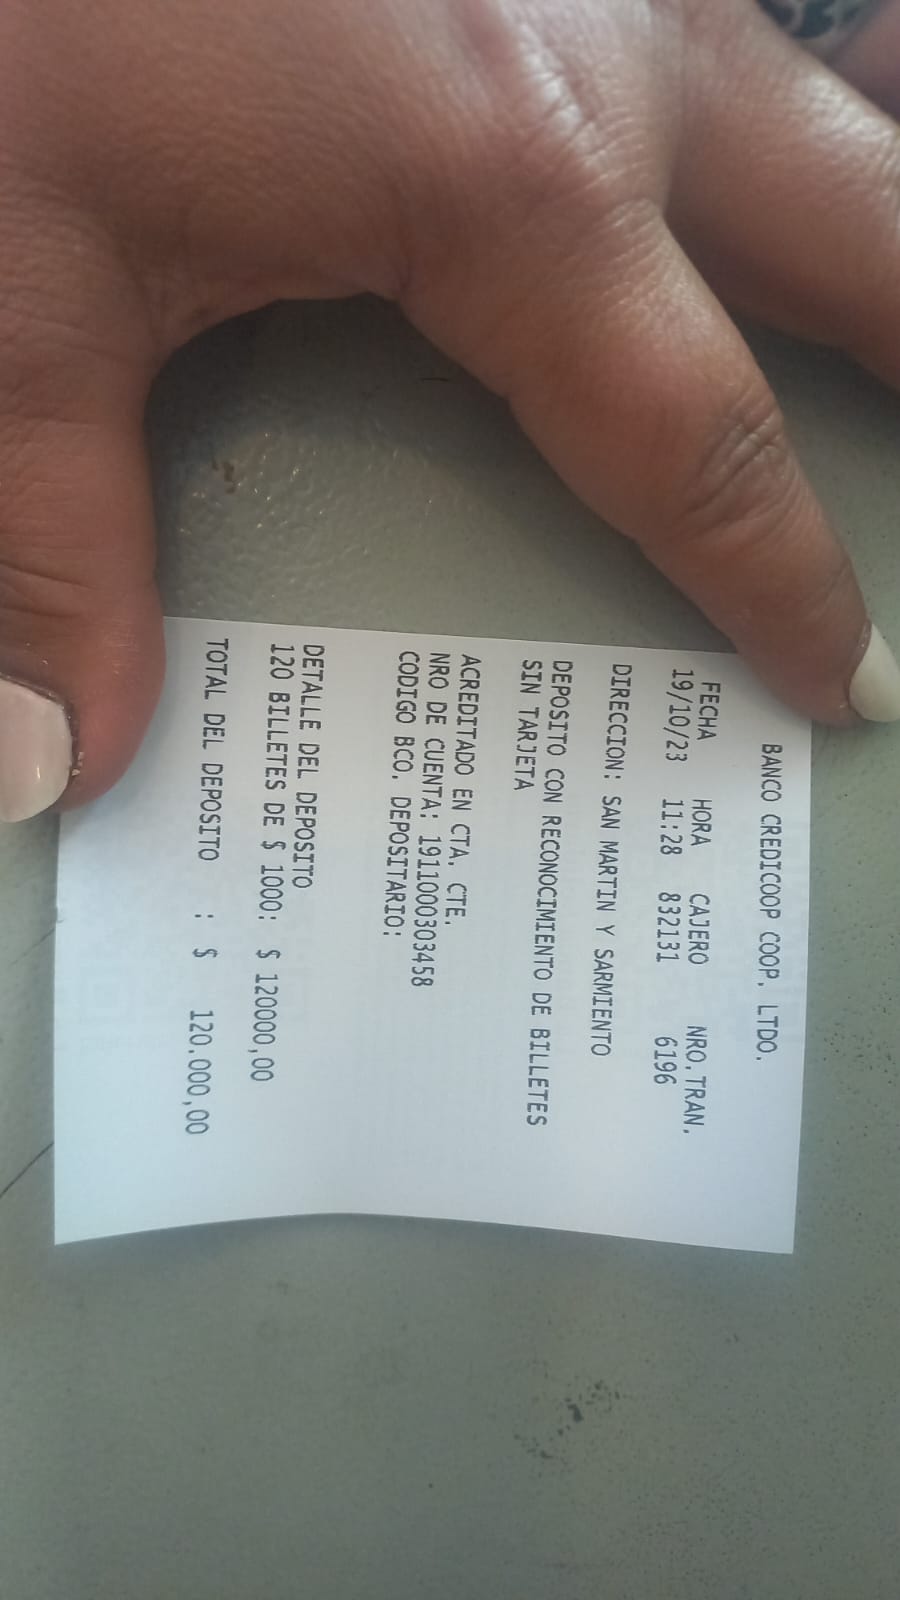 BANCO CREDICOOP COOP. LTDO.
FECHA HORA CAJERO NRO.TRAN.
19/10/23 11:28 832131 6196
DIRECCION: SAN MARTIN Y SARMIENTO
DEPOSITO CON RECONOCIMIENTO DE BILLETES
SIN TARJETA
ACREDITADO EN CTA. CTE.
NRO DE CUENTA: 1911000303458
CODIGO BCO. DEPOSITARIO:
DETALLE DEL DEPOSITO
120 BILLETES DE $ 1000: $ 120000,00
TOTAL DEL DEPOSITO : $ 120.000,00